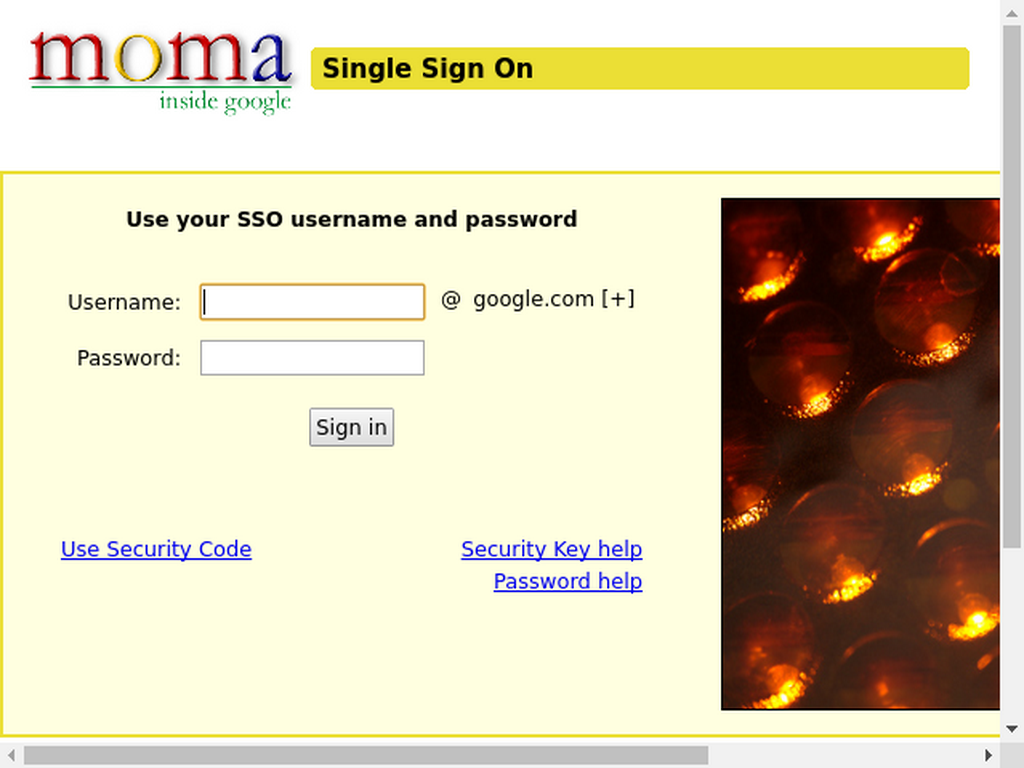 moma
inside google
Single Sign On
Use your SSO username and password
Username:
@ google.com [+]
Password:
Sign in
Use Security Code
Security Key help
Password help